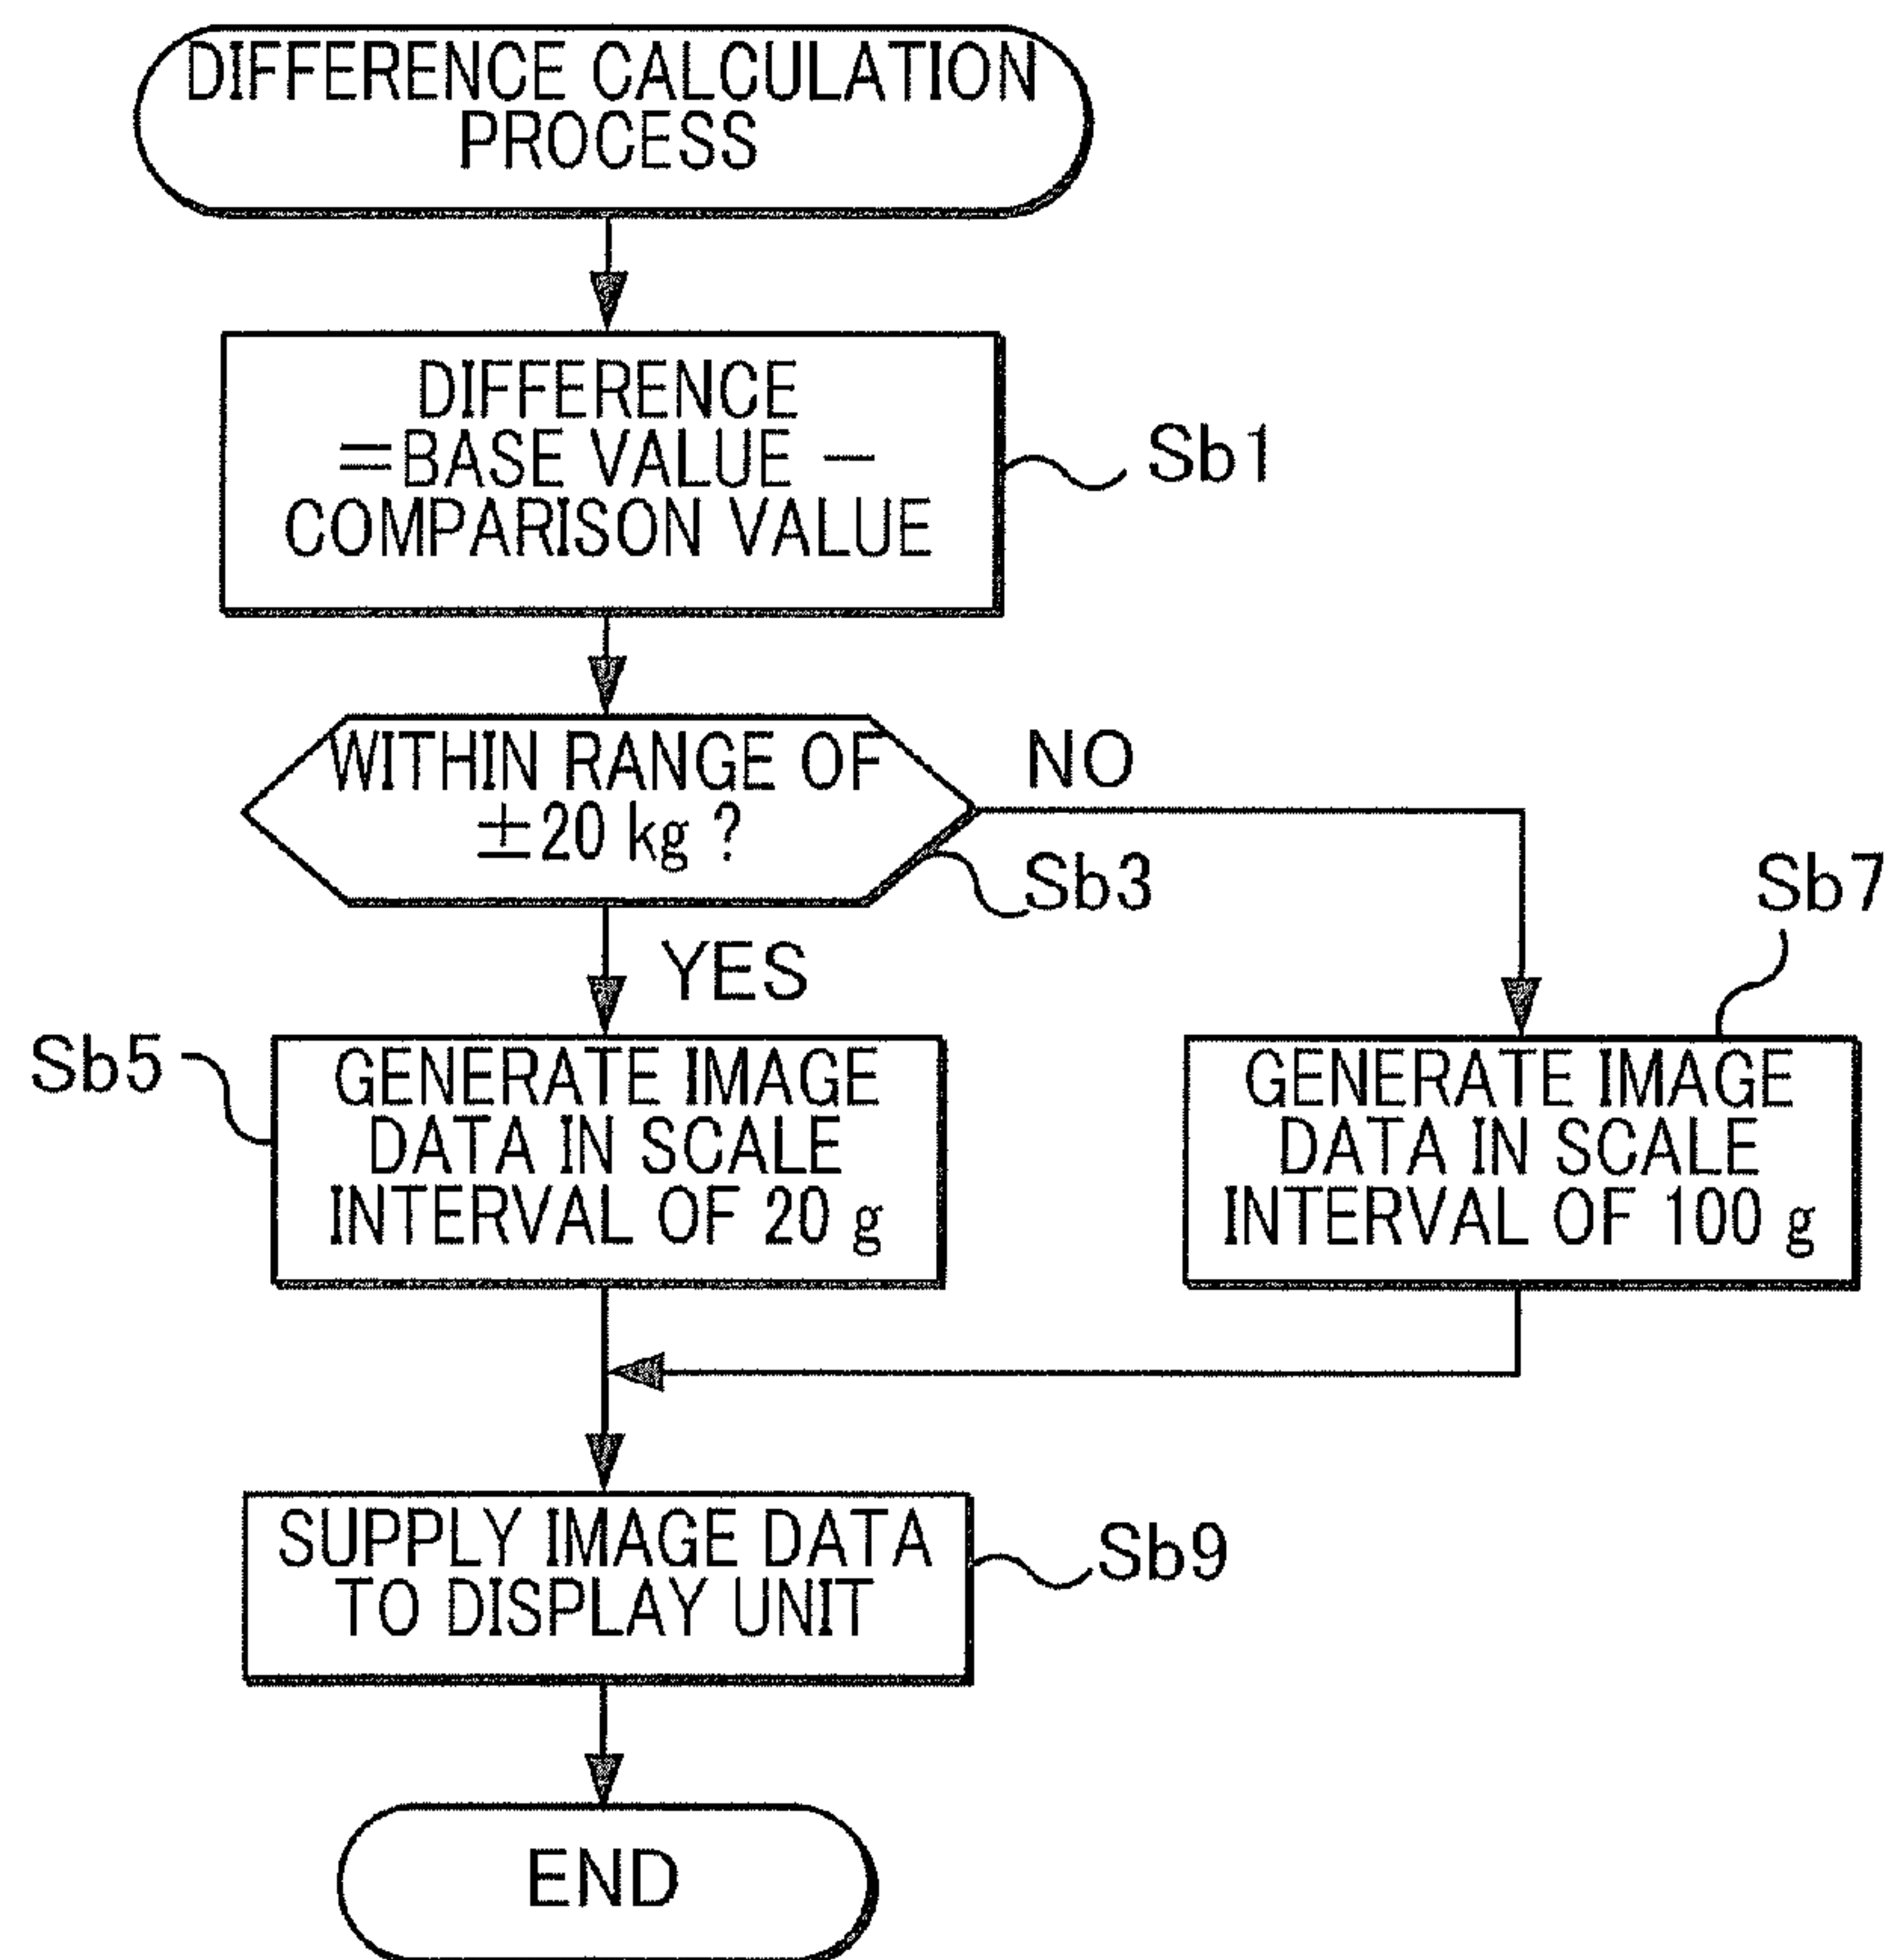 DIFFERENCE CALCULATION
PROCESS
DIFFERENCE
=BASE VALUE −
COMPARISON VALUE
Sb1
WITHIN RANGE OF
±20 kg ?
NO
Sb3
YES
Sb7
Sb5
GENERATE IMAGE
DATA IN SCALE
INTERVAL OF 20 g
GENERATE IMAGE
DATA IN SCALE
INTERVAL OF 100 g
SUPPLY IMAGE DATA
TO DISPLAY UNIT
Sb9
END